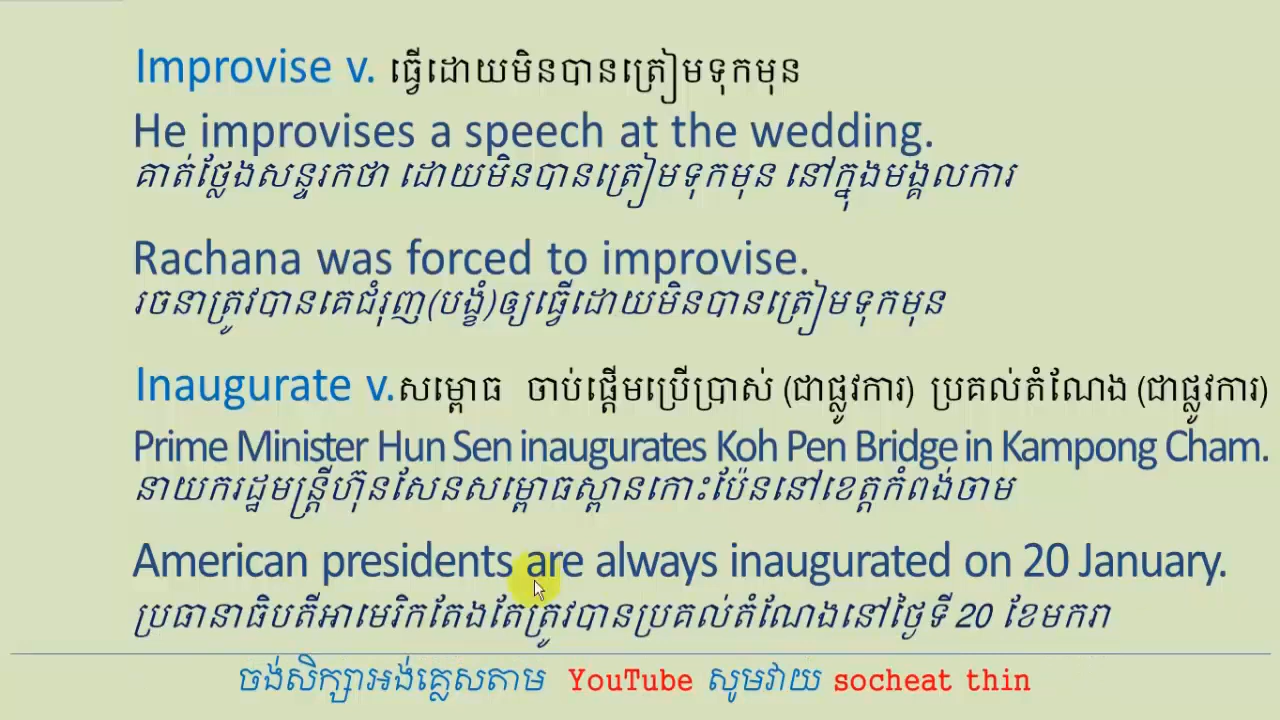 Improvise v. ធ្វើដោយមិនបានត្រៀមទុកមុន
He improvises a speech at the wedding.
គាត់ថ្លែងសន្ទរកថា ដោយមិនបានត្រៀមទុកមុន នៅក្នុងមង្គលការ
Rachana was forced to improvise.
រចនាត្រូវបានគេជំរុញ(បង្ខំ)ឲ្យធ្វើដោយមិនបានត្រៀមទុកមុន
Inaugurate v.សម្ពោធ ចាប់ផ្តើមប្រើប្រាស់ (ជាផ្លូវការ) ប្រគល់តំណែង (ជាផ្លូវការ)
Prime Minister Hun Sen inaugurates Koh Pen Bridge in Kampong Cham.
នាយករដ្ឋមន្ត្រីហ៊ុនសែនសម្ពោធស្ពានកោះប៉ែននៅខេត្តកំពង់ចាម
American presidents are always inaugurated on 20 January.
ប្រធានាធិបតីអាមេរិកតែងតែត្រូវបានប្រគល់តំណែងនៅថ្ងៃទី 20 ខែមករា
ចង់សិក្សាអង់គ្លេសតាម YouTube សូមវាយ socheat thin